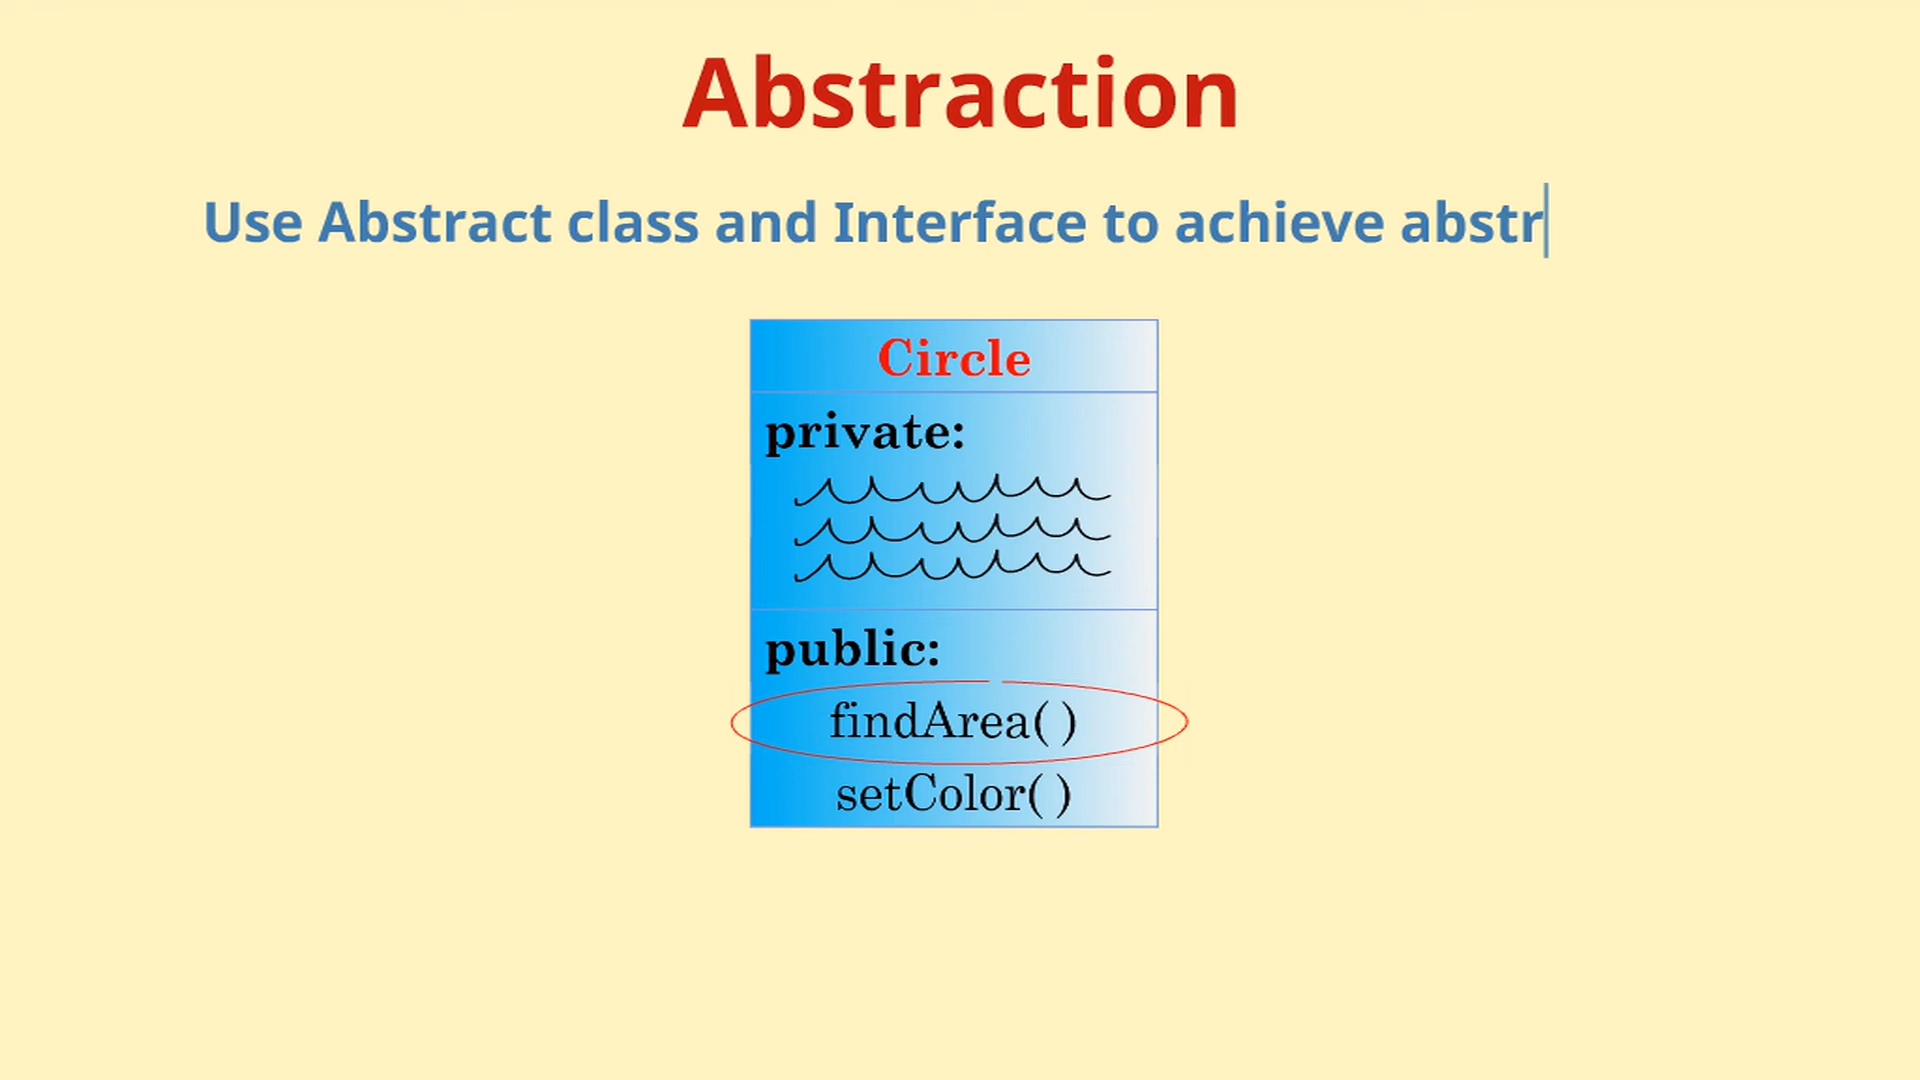 Abstraction
Use Abstract class and Interface to achieve abstr
Circle
private:
public:
findArea( )
setColor( )